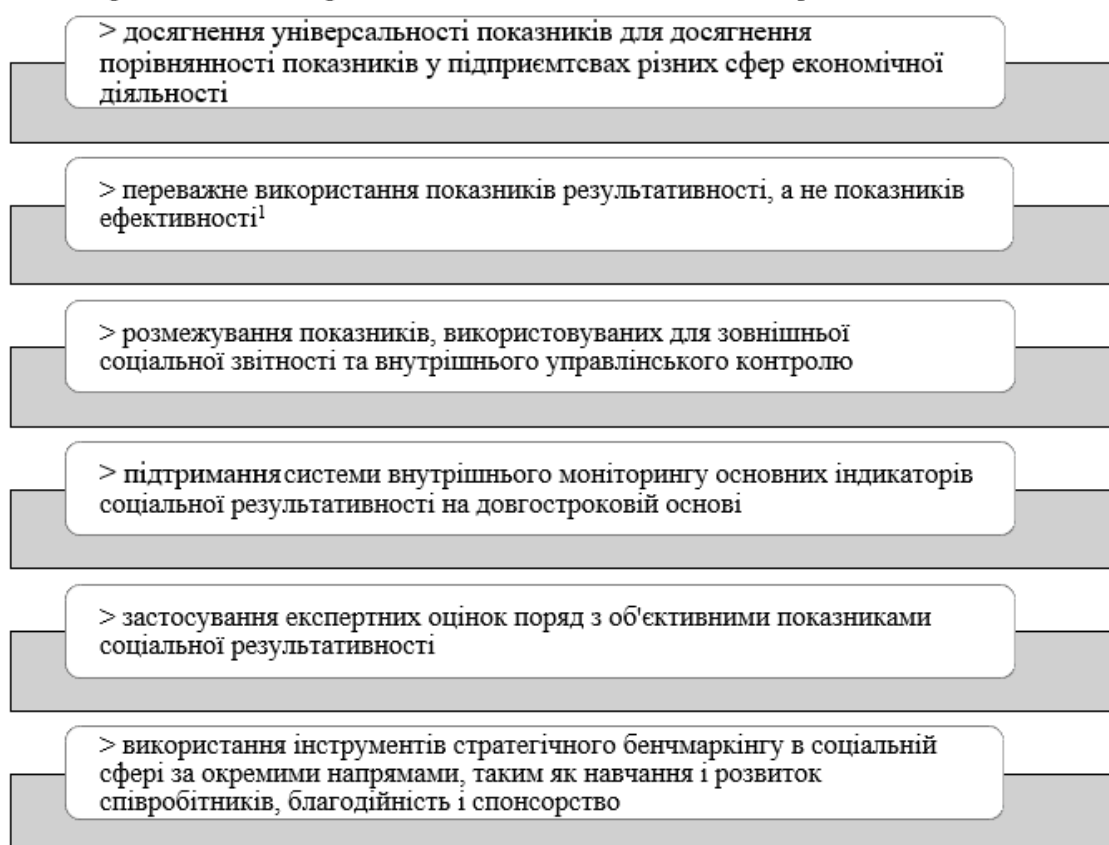 > досягнення універсальності показників для досягнення
порівнянності показників у підприємтсвах різних сфер економічної
діяльності
> переважне використання показників результативності, а не показників
ефективності¹
> розмежування показників, використовуваних для зовнішньої
соціальної звітності та внутрішнього управлінського контролю
> підтримання системи внутрішнього моніторингу основних індикаторів
соціальної результативності на довгостроковій основі
> застосування експертних оцінок поряд з об'єктивними показниками
соціальної результативності
> використання інструментів стратегічного бенчмаркінгу в соціальній
сфері за окремими напрямами, таким як навчання і розвиток
співробітників, благодійність і спонсорство